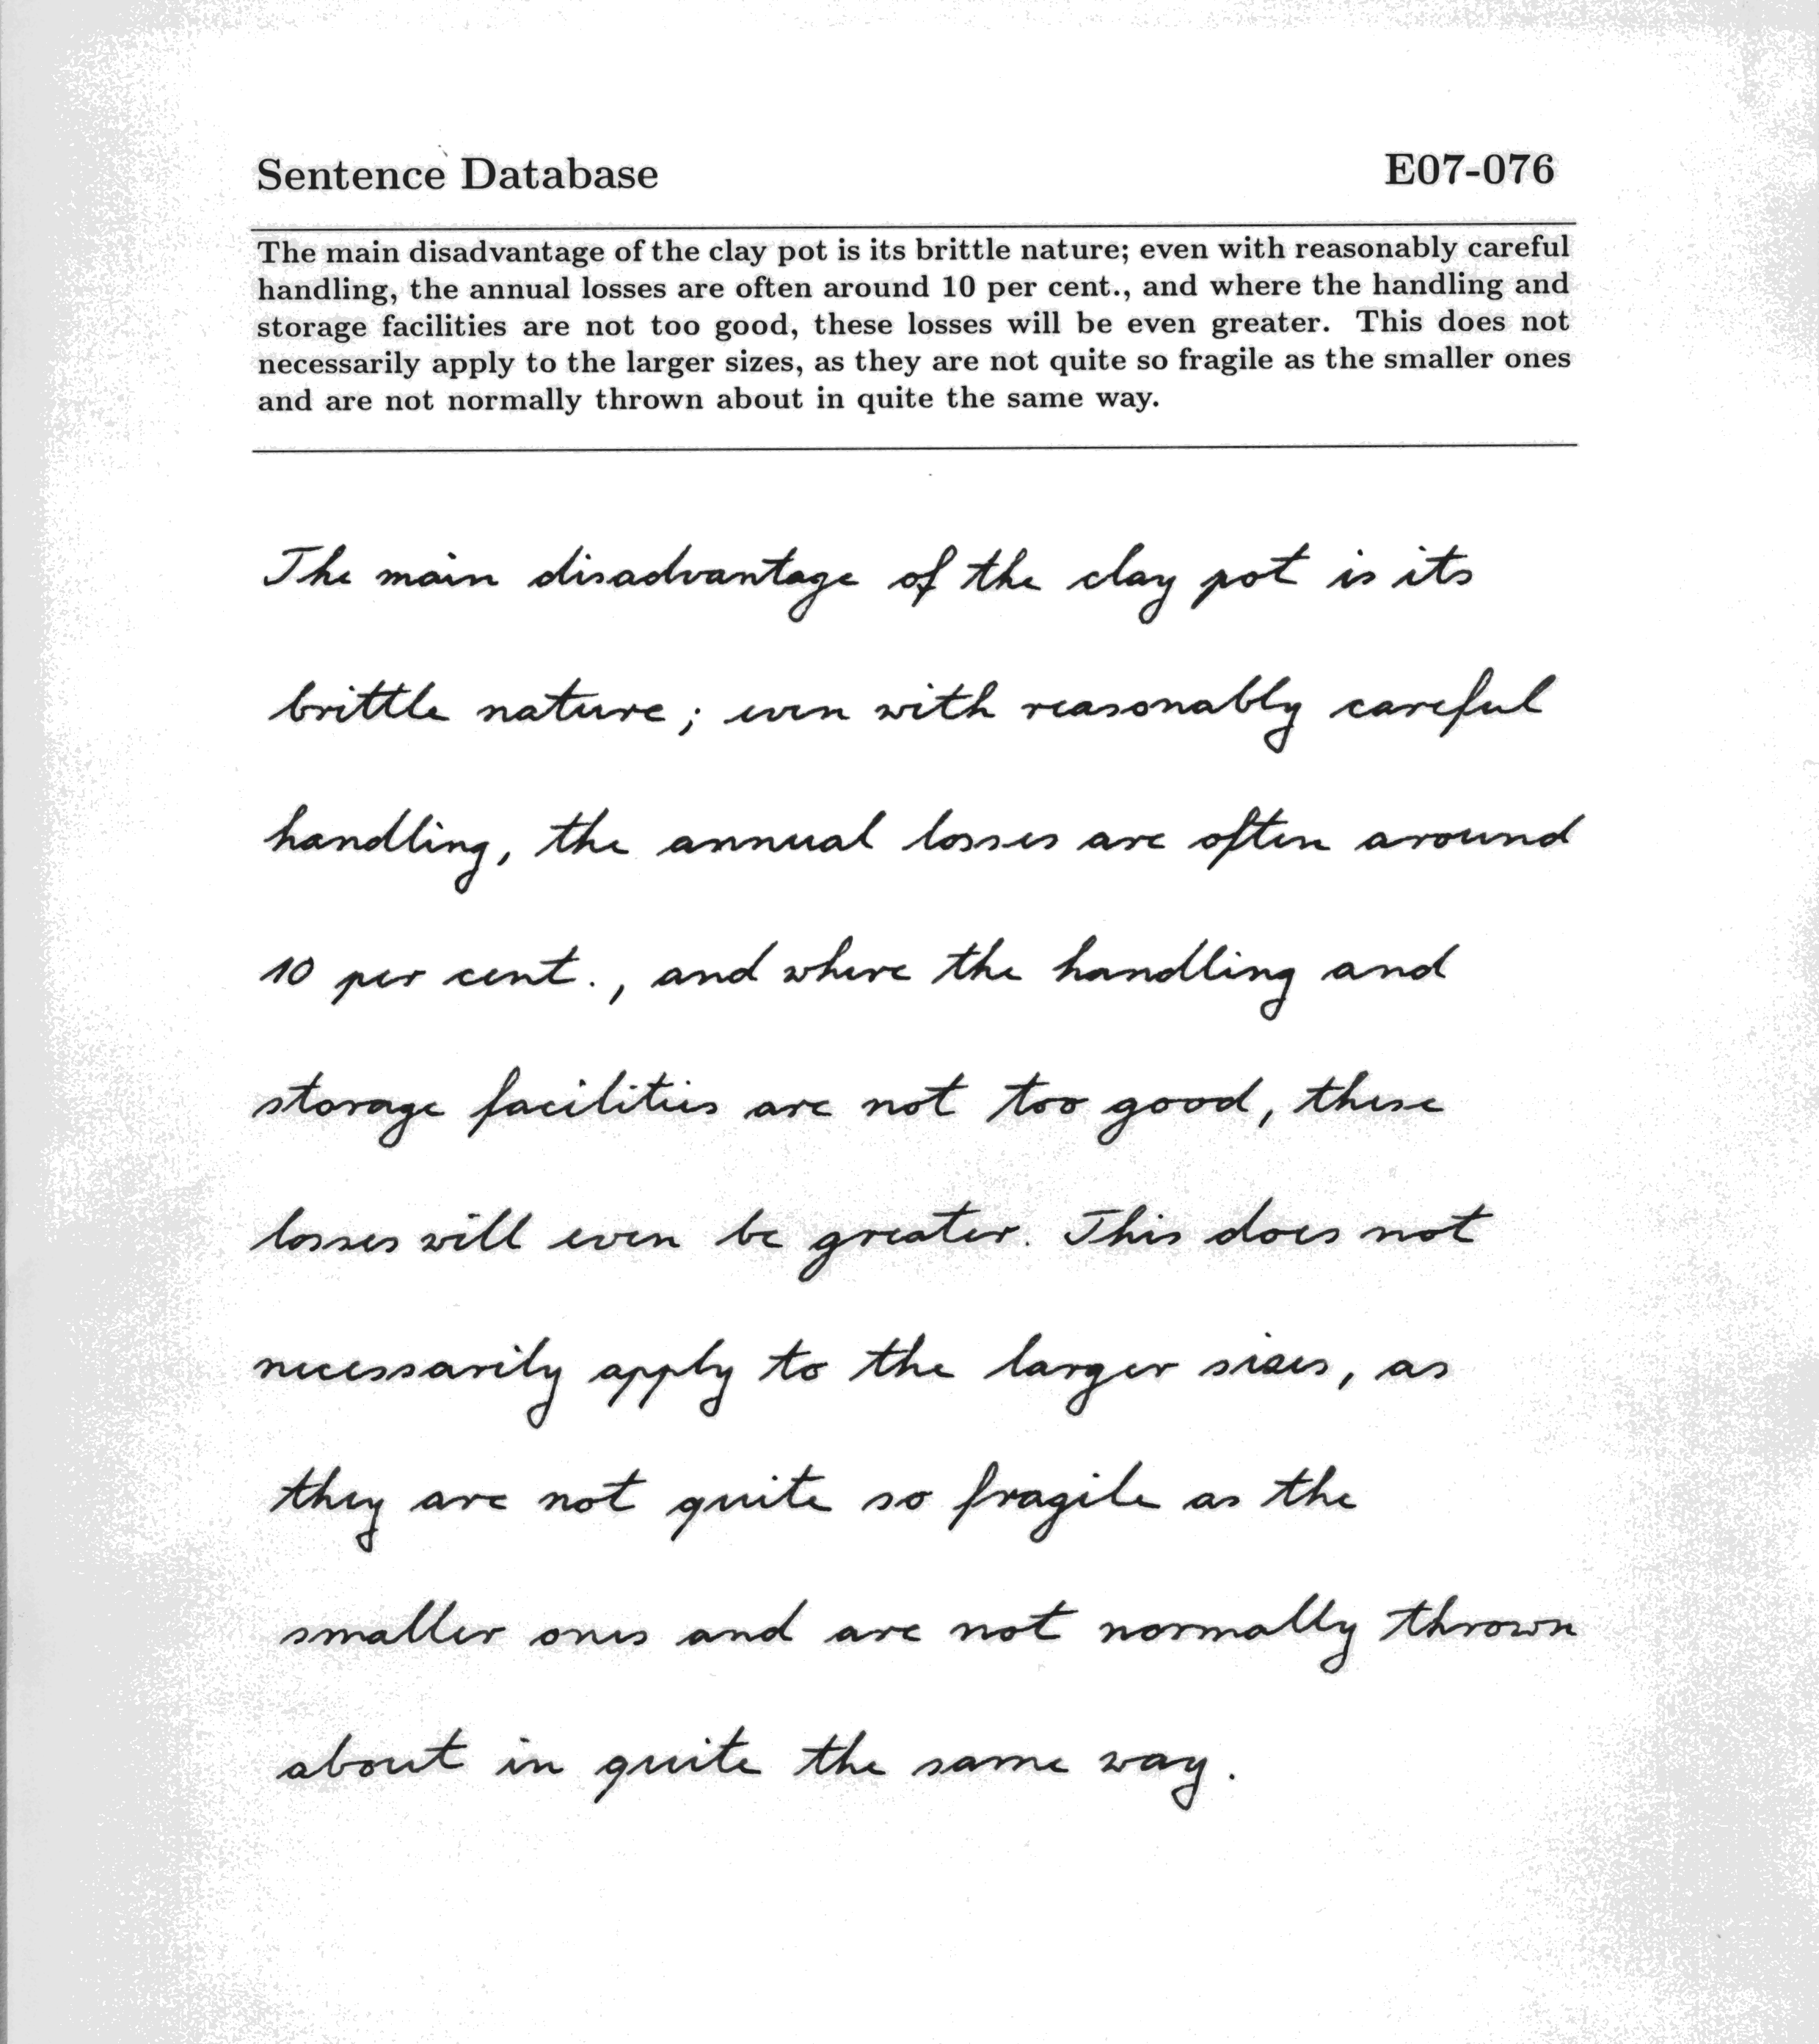 Sentence Database
E07-076
The main disadvantage of the clay pot is its brittle nature; even with reasonably careful
handling, the annual losses are often around 10 per cent., and where the handling and
storage facilities are not too good, these losses will be even greater. This does not
necessarily apply to the larger sizes, as they are not quite so fragile as the smaller ones
and are not normally thrown about in quite the same way.
The main disadvantage of the clay pot is its
brittle nature; even with reasonably careful
handling, the annual losses are often around
10 per cent., and where the handling and
storage facilities are not too good, these
losses will even be greater. This does not
necessarily apply to the larger sizes, as
they are not quite so fragile as the
smaller ones and are not normally thrown
about in quite the same way.